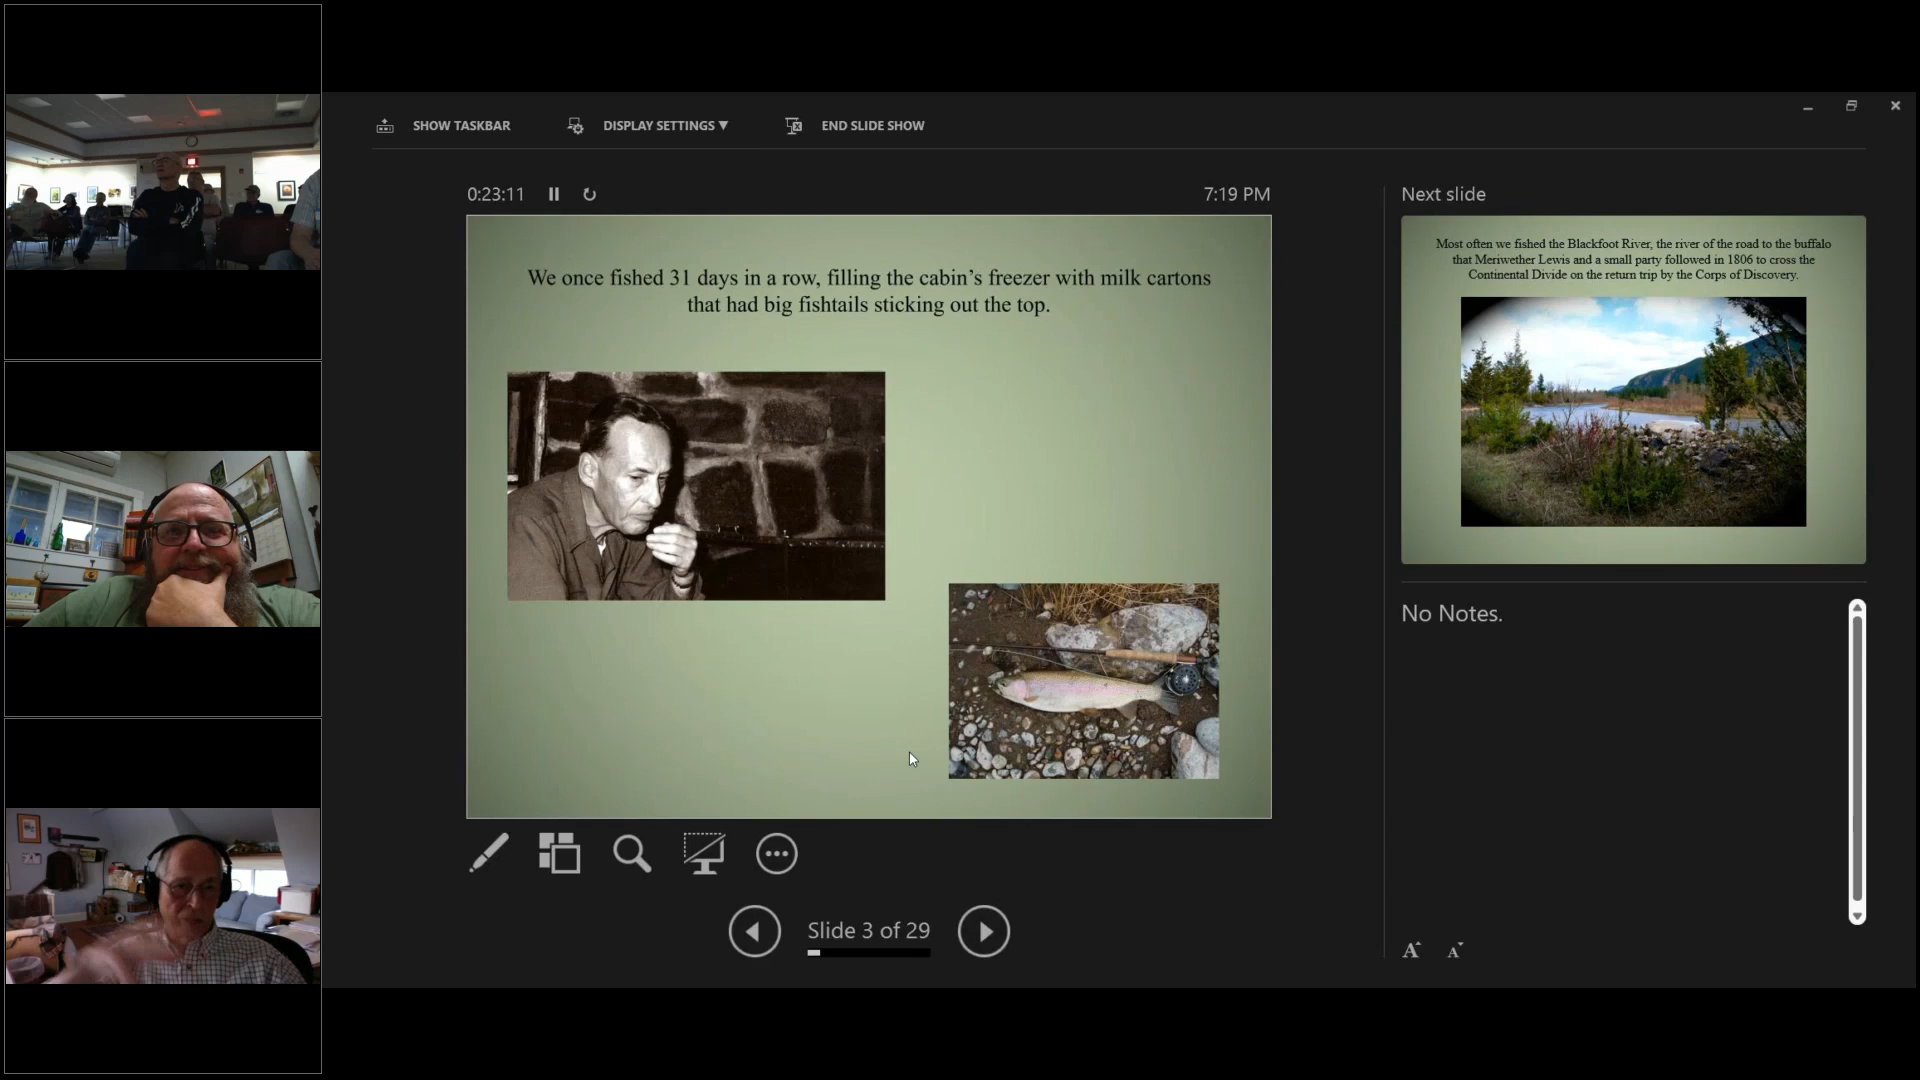 SHOW TASKBAR
DISPLAY SETTINGS ▼
END SLIDE SHOW
0:23:11
7:19 PM
We once fished 31 days in a row, filling the cabin’s freezer with milk cartons
that had big fishtails sticking out the top.
Slide 3 of 29
Next slide
Most often we fished the Blackfoot River, the river of the road to the buffalo
that Meriwether Lewis and a small party followed in 1806 to cross the
Continental Divide on the return trip by the Corps of Discovery.
No Notes.
A A